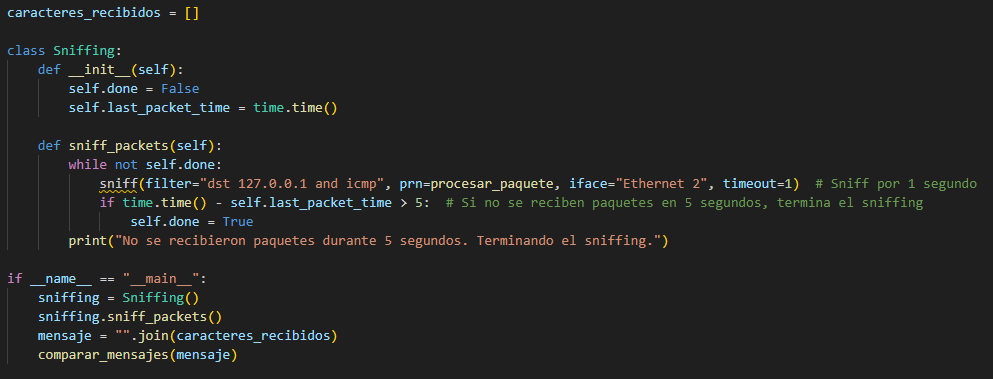 caracteres_recibidos = []
class Sniffing:
def __init__(self):
self.done = False
self.last_packet_time = time.time()
def sniff_packets(self):
while not self.done:
sniff(filter="dst 127.0.0.1 and icmp", prn=procesar_paquete, iface="Ethernet 2", timeout=1)  # Sniff por 1 segundo
if time.time() - self.last_packet_time > 5:  # Si no se reciben paquetes en 5 segundos, termina el sniffing
self.done = True
print("No se recibieron paquetes durante 5 segundos. Terminando el sniffing.")
if __name__ == "__main__":
sniffing = Sniffing()
sniffing.sniff_packets()
mensaje = "".join(caracteres_recibidos)
comparar_mensajes(mensaje)